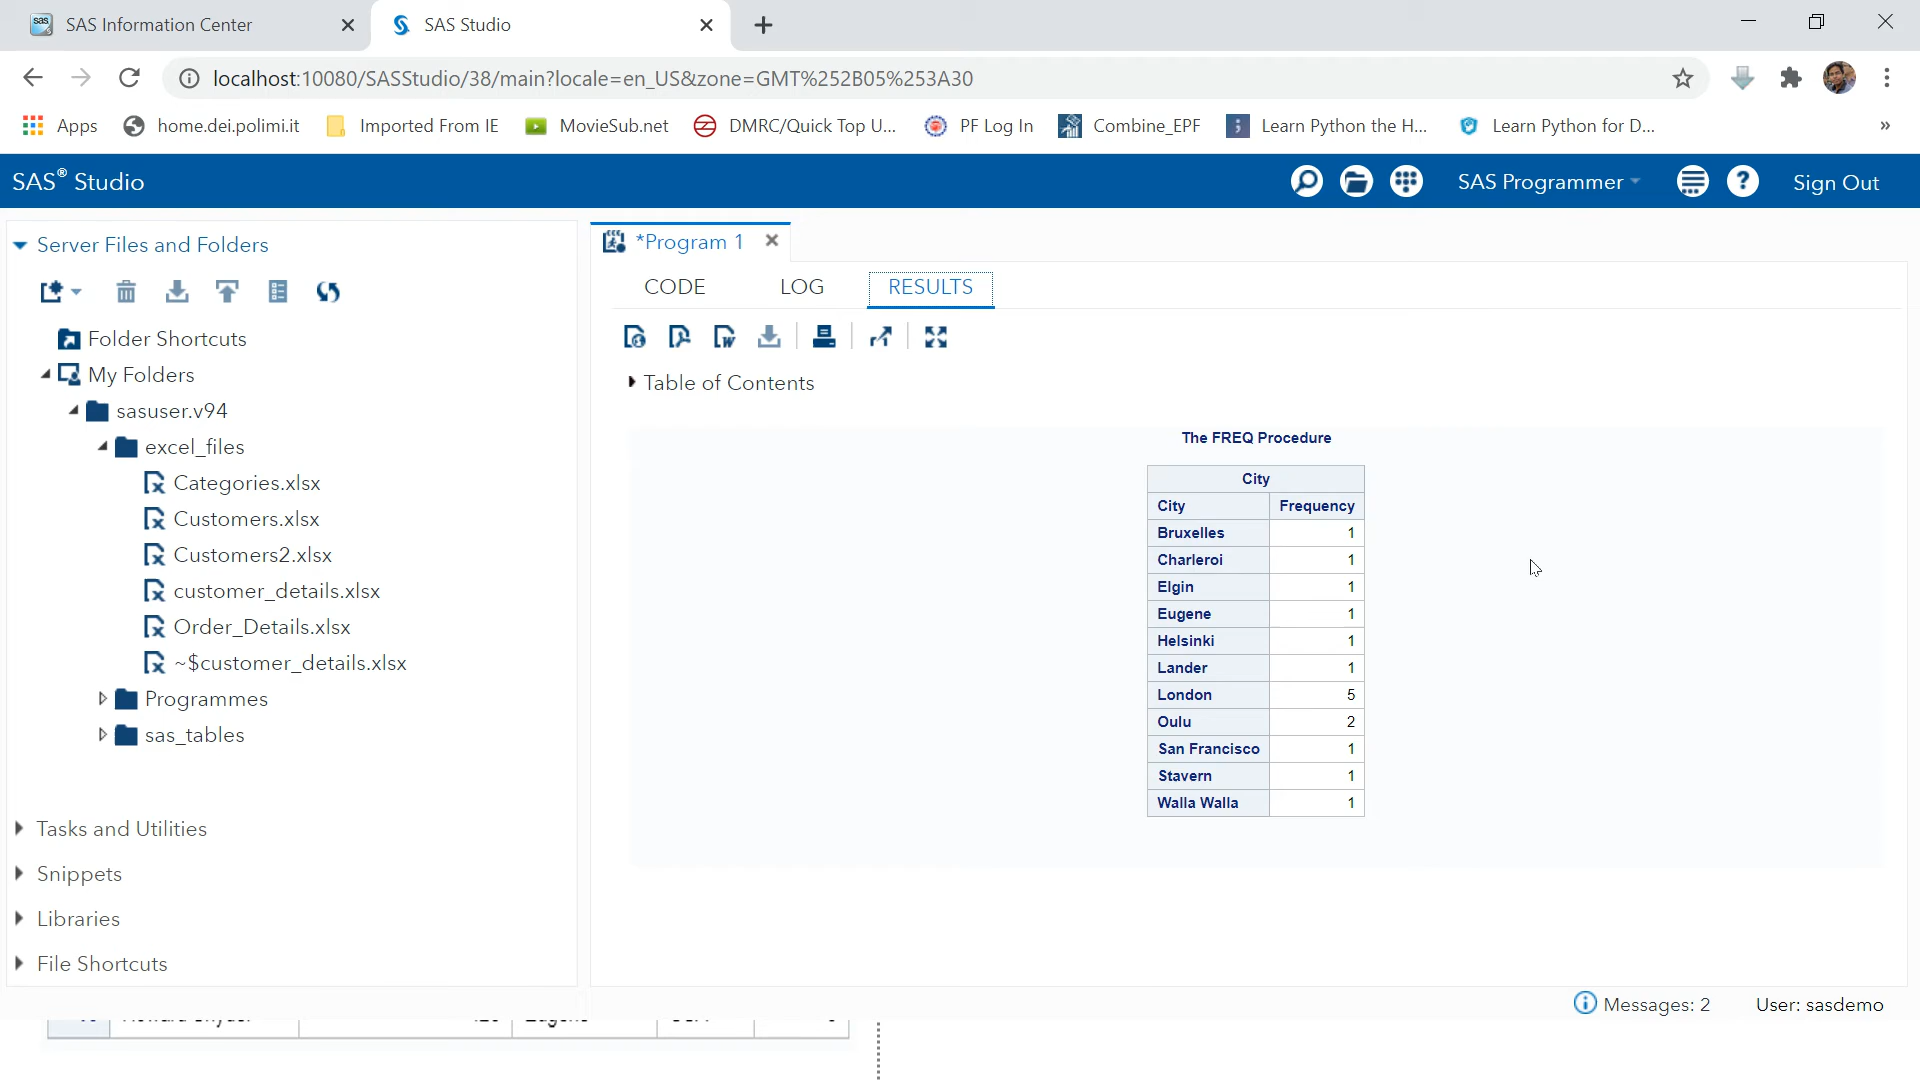 SAS Information Center
SAS Studio
localhost:10080/SASStudio/38/main?locale=en_US&zone=GMT%252B05%253A30
Apps
home.dei.polimi.it
Imported From IE
MovieSub.net
DMRC/Quick Top U...
PF Log In
Combine_EPF
Learn Python the H...
Learn Python for D...
»
SAS® Studio
SAS Programmer
Sign Out
Server Files and Folders
Folder Shortcuts
My Folders
sasuser.v94
excel_files
Categories.xlsx
Customers.xlsx
Customers2.xlsx
customer_details.xlsx
Order_Details.xlsx
~$customer_details.xlsx
Programmes
sas_tables
Tasks and Utilities
Snippets
Libraries
File Shortcuts
*Program 1
CODE LOG RESULTS
Table of Contents
The FREQ Procedure
City
City Frequency
Bruxelles 1
Charleroi 1
Elgin 1
Eugene 1
Helsinki 1
Lander 1
London 5
Oulu 2
San Francisco 1
Stavern 1
Walla Walla 1
Messages: 2
User: sasdemo